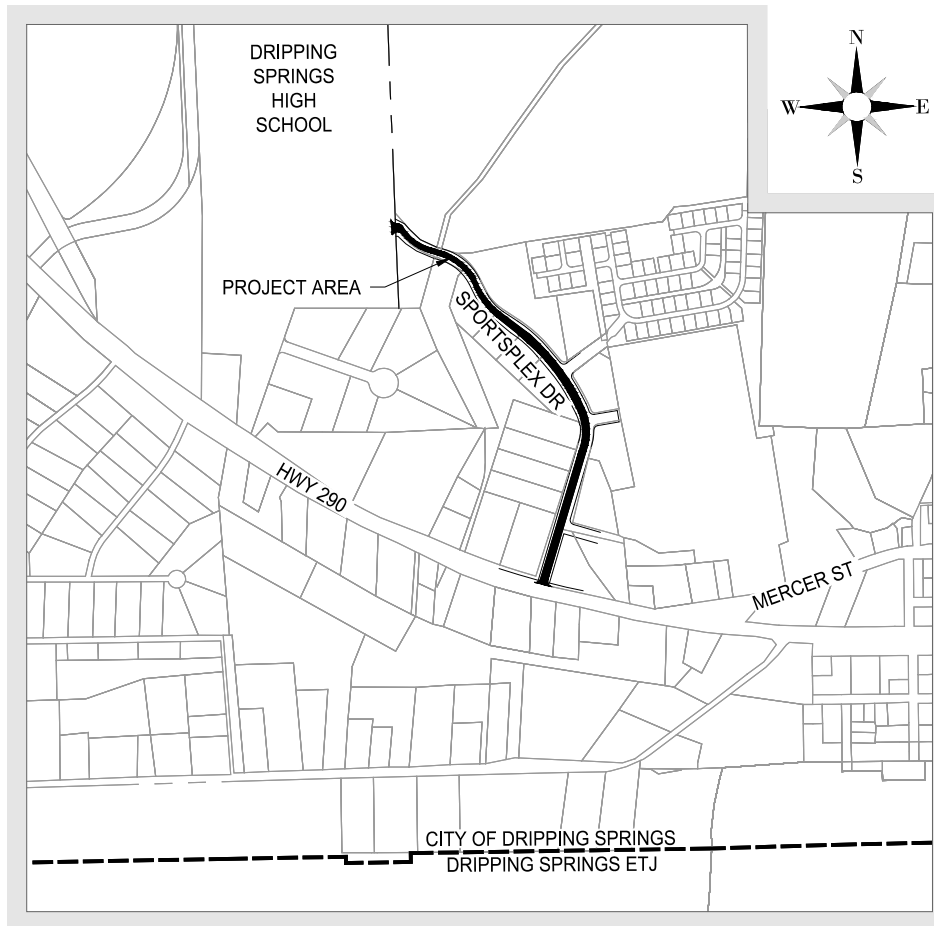 DRIPPING
SPRINGS
HIGH
SCHOOL
N
W
E
S
PROJECT AREA
SPORTSPLEX DR
HWY 290
MERCER ST
CITY OF DRIPPING SPRINGS
DRIPPING SPRINGS ETJ